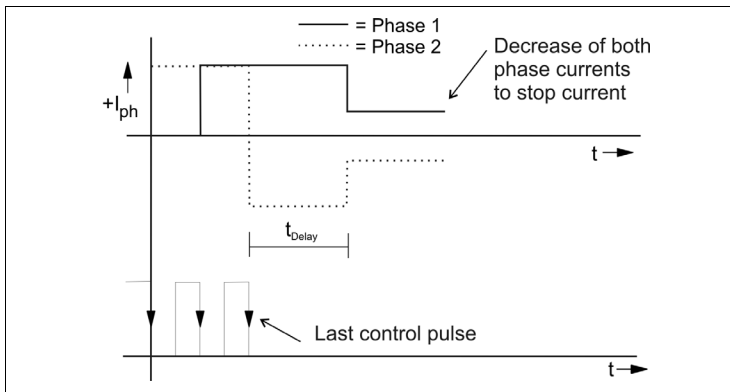 = Phase 1
= Phase 2
Decrease of both
phase currents
to stop current
+Iph
t
tDelay
Last control pulse
t